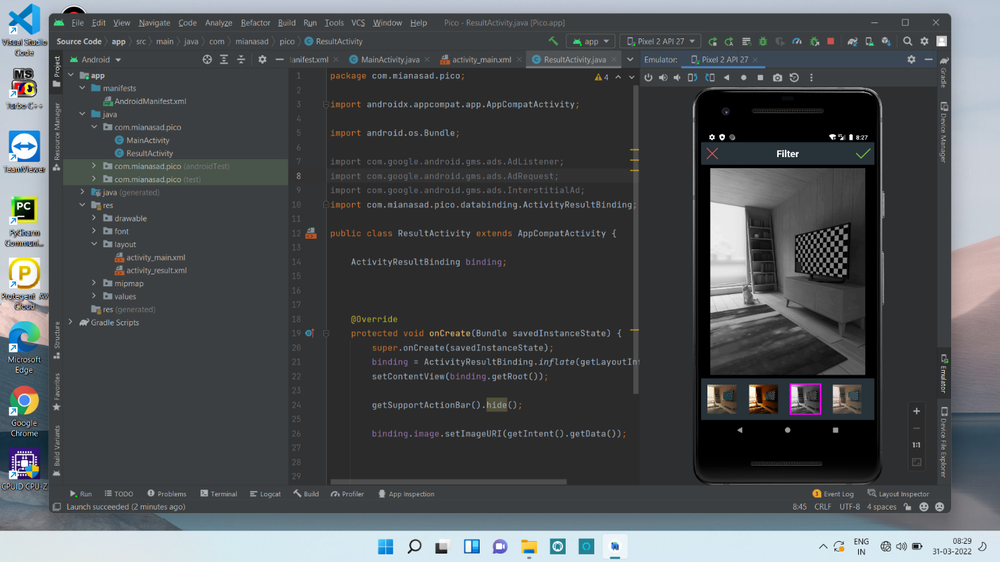 File Edit View Navigate Code Analyze Refactor Build Run Tools VCS Window Help Pico - ResultActivity.java [Pico.app]
Source Code app src main java com mianasad pico ResultActivity app Pixel 2 API 27
Android
anifest.xml MainActivity.java activity_main.xml ResultActivity.java
Emulator: Pixel 2 API 27
Visual Studio
Code
MS
Turbo C++
TeamViewer
PC
PyCharm
Communi...
P
Protegent AV
Cloud
Microsoft
Edge
Google
Chrome
CPUID CPU-Z
Project
Resource Manager
Structure
Favorites
Build Variants
app
manifests
AndroidManifest.xml
java
com.mianasad.pico
MainActivity
ResultActivity
com.mianasad.pico (androidTest)
com.mianasad.pico (test)
java (generated)
res
drawable
font
layout
activity_main.xml
activity_result.xml
mipmap
values
res (generated)
Gradle Scripts
4
1 package com.mianasad.pico;
2
3 import androidx.appcompat.app.AppCompatActivity;
4
5 import android.os.Bundle;
6
7 import com.google.android.gms.ads.AdListener;
8 import com.google.android.gms.ads.AdRequest;
9 import com.google.android.gms.ads.InterstitialAd;
10 import com.mianasad.pico.databinding.ActivityResultBinding;
11
12 public class ResultActivity extends AppCompatActivity {
13
14 ActivityResultBinding binding;
15
16
17
18 @Override
19 protected void onCreate(Bundle savedInstanceState) {
20 super.onCreate(savedInstanceState);
21 binding = ActivityResultBinding.inflate(getLayoutInf
22 setContentView(binding.getRoot());
23
24 getSupportActionBar().hide();
25
26 binding.image.setImageURI(getIntent().getData());
27
28
29
8:27
Filter
1:1
Gradle
Device Manager
Emulator
Device File Explorer
Run TODO Problems Terminal Logcat Build Profiler App Inspection 3 Event Log Layout Inspector
Launch succeeded (2 minutes ago) 8:45 CRLF UTF-8 4 spaces
ENG
IN
08:29
31-03-2022